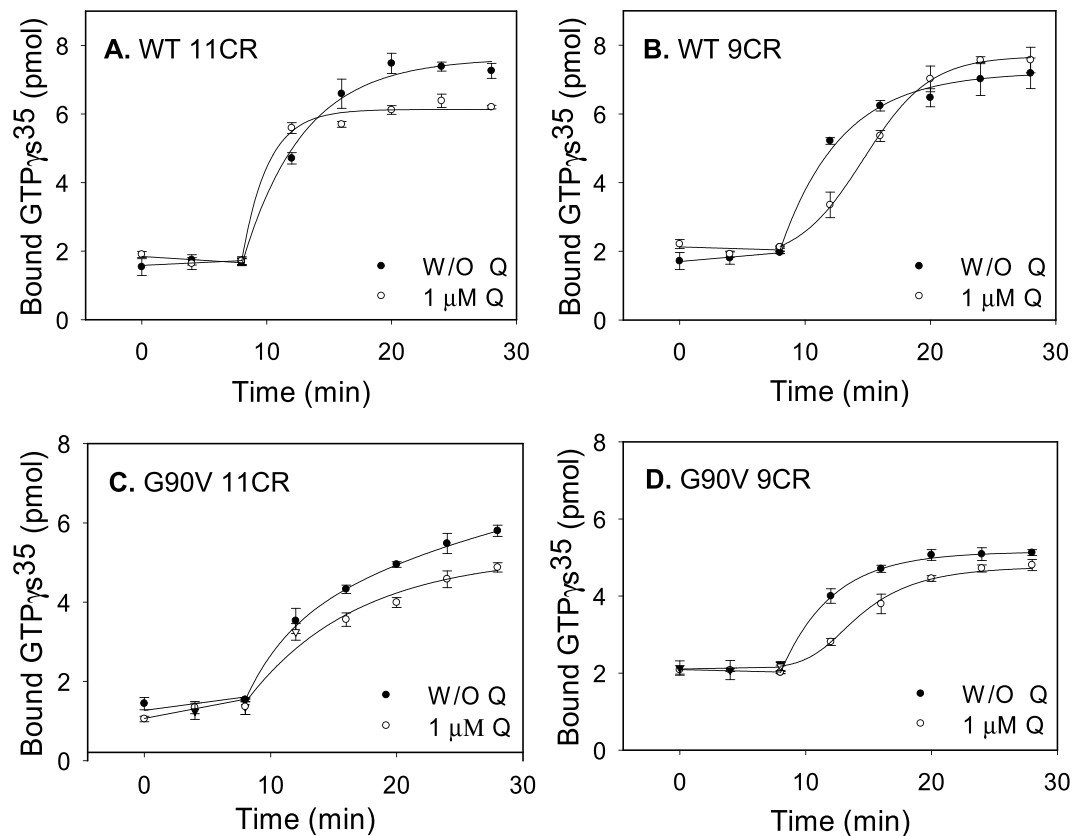 A. WT 11CR
Bound GTPγs35 (pmol)
8
6
4
2
0
W/O Q
1 μM Q
0 10 20 30
Time (min)
B. WT 9CR
Bound GTPγs35 (pmol)
8
6
4
2
0
W/O Q
1 μM Q
0 10 20 30
Time (min)
C. G90V 11CR
Bound GTPγs35 (pmol)
8
6
4
2
0
W/O Q
1 μM Q
0 10 20 30
Time (min)
D. G90V 9CR
Bound GTPγs35 (pmol)
8
6
4
2
0
W/O Q
1 μM Q
0 10 20 30
Time (min)